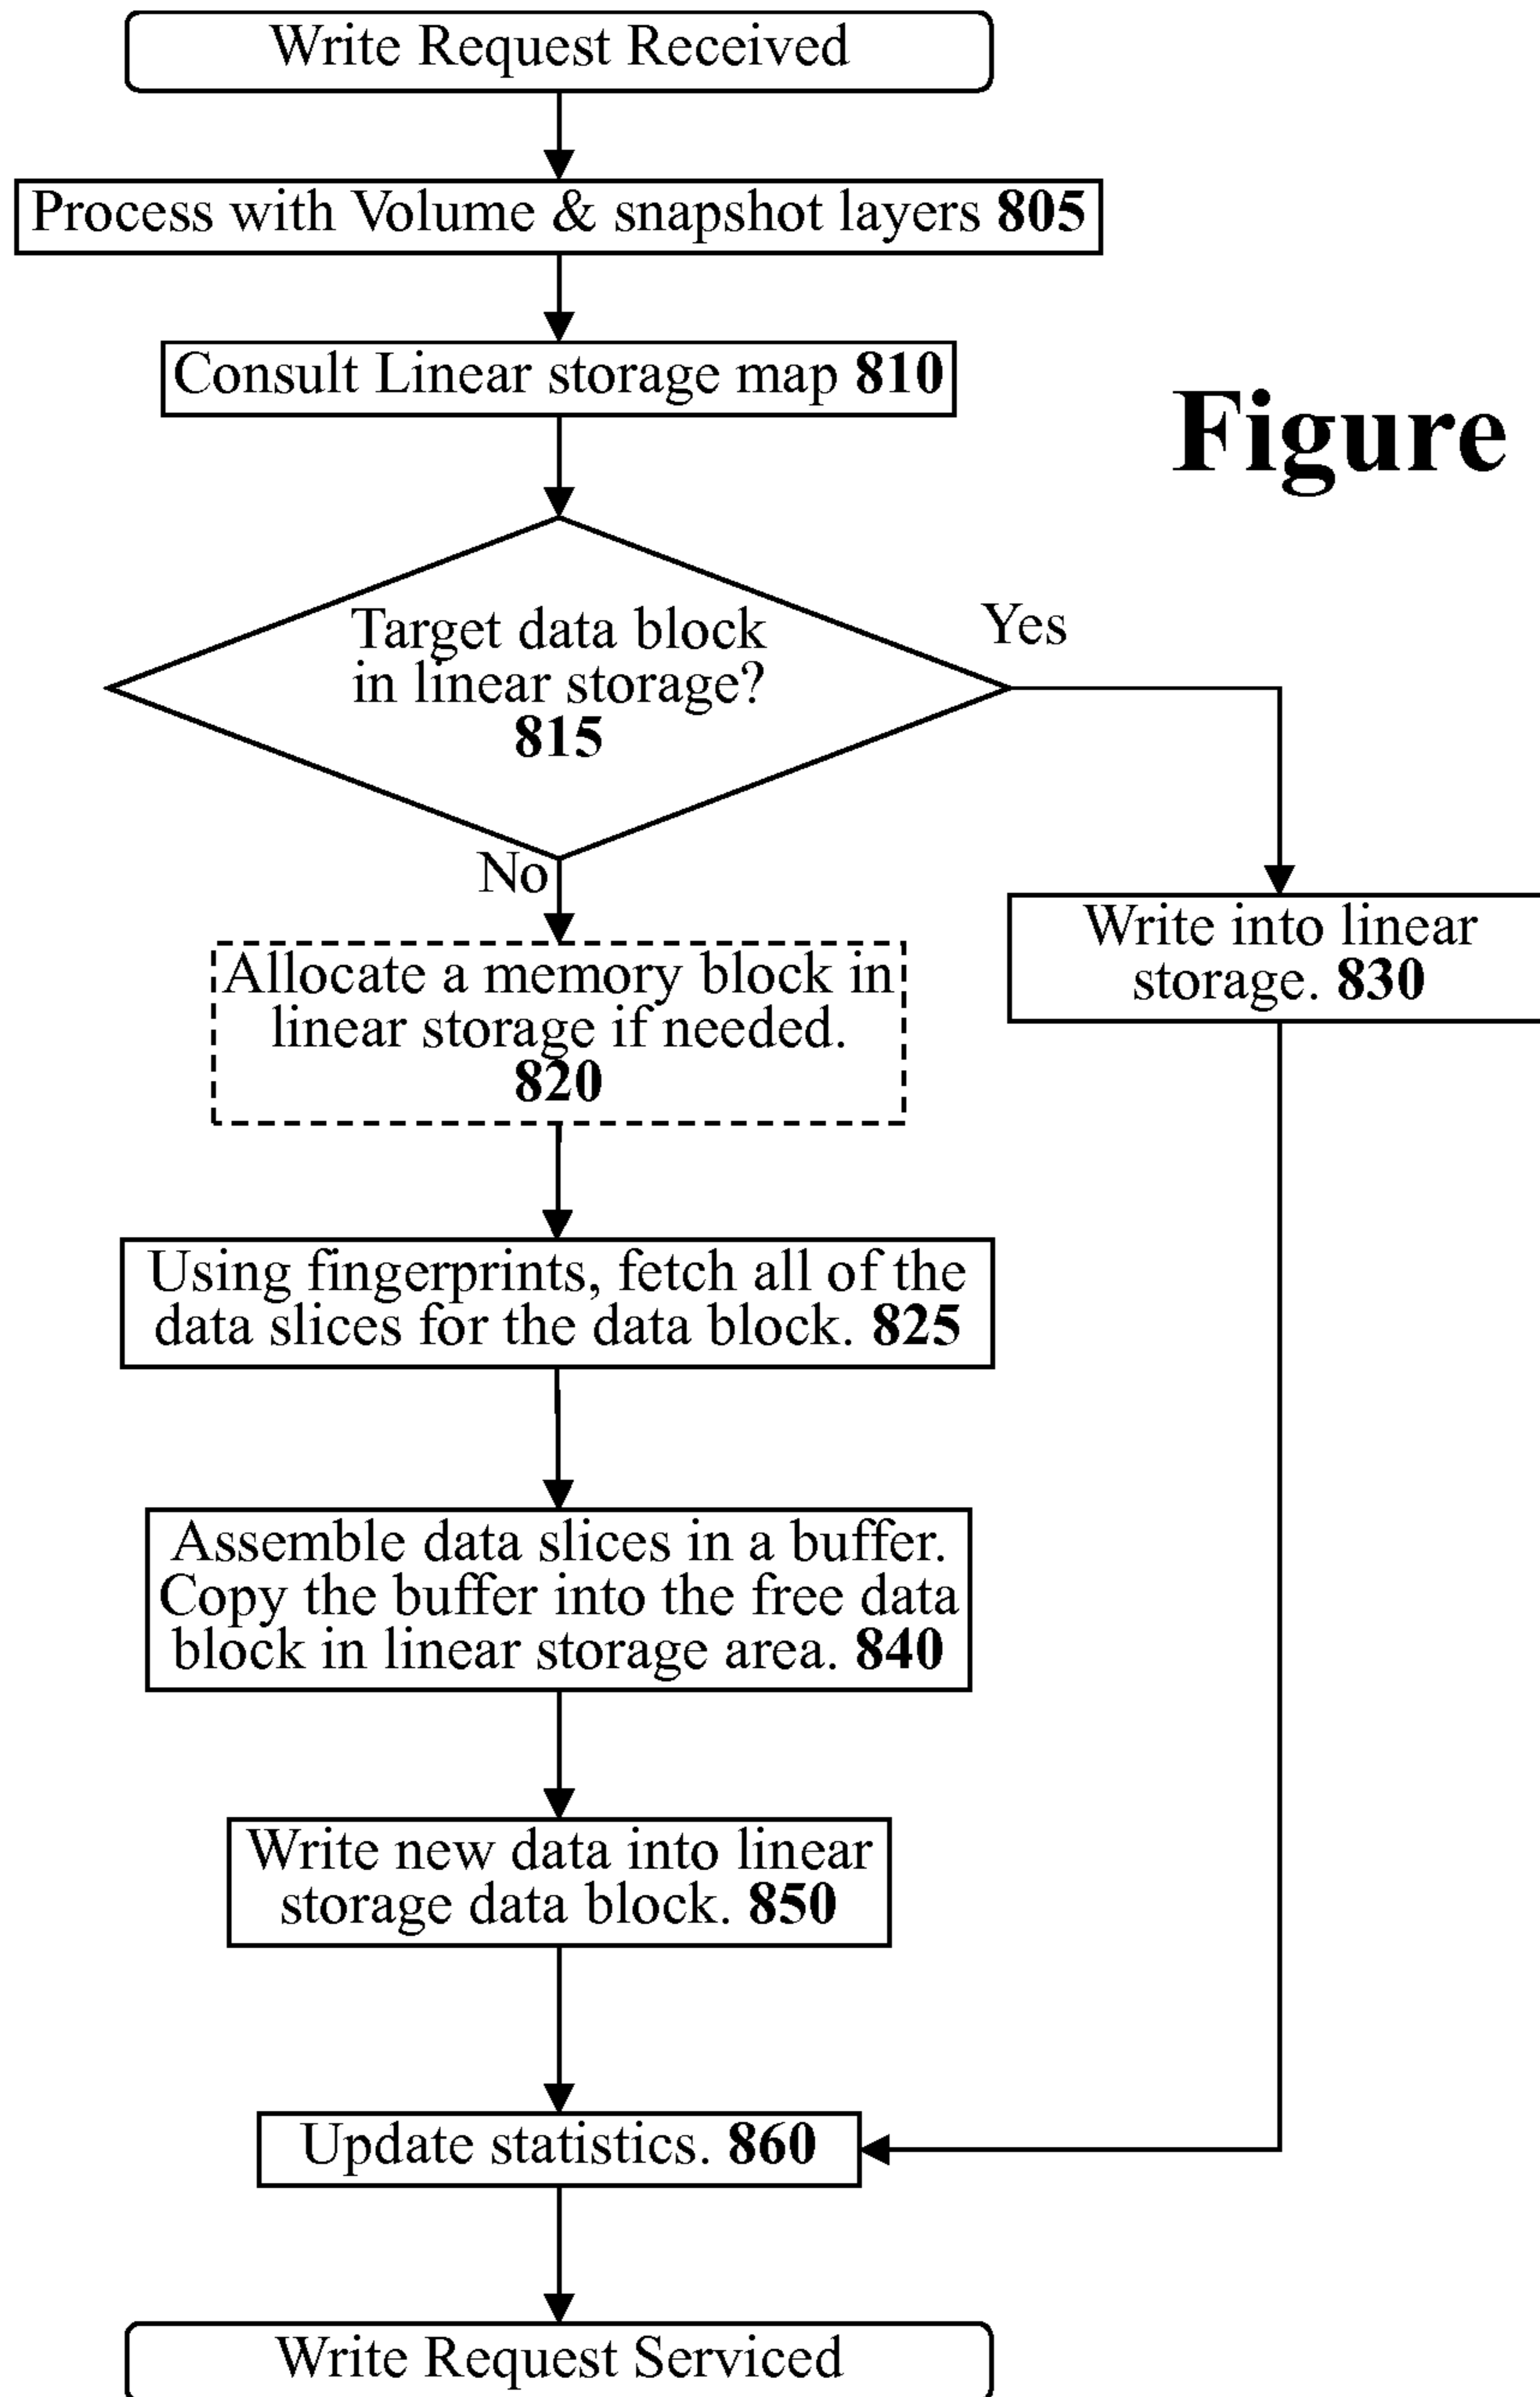 Write Request Received
Process with Volume & snapshot layers 805
Consult Linear storage map 810
Figure
Target data block
in linear storage?
815
Yes
No
Allocate a memory block in
linear storage if needed.
820
Write into linear
storage. 830
Using fingerprints, fetch all of the
data slices for the data block. 825
Assemble data slices in a buffer.
Copy the buffer into the free data
block in linear storage area. 840
Write new data into linear
storage data block. 850
Update statistics. 860
Write Request Serviced